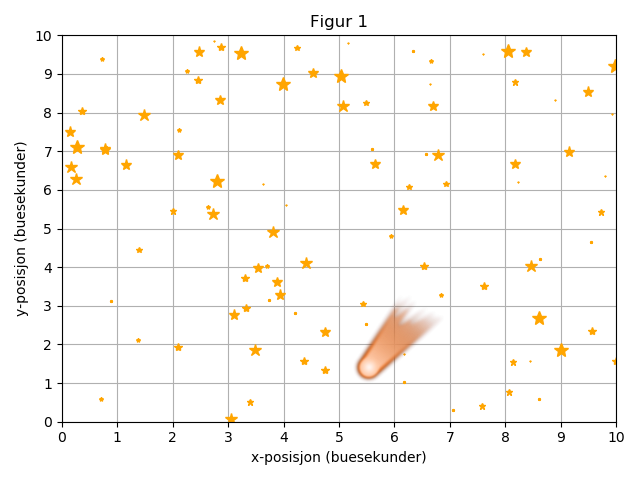 Figur 1
y-posisjon (buesekunder)
10
9
8
7
6
5
4
3
2
1
0
0 1 2 3 4 5 6 7 8 9 10
x-posisjon (buesekunder)